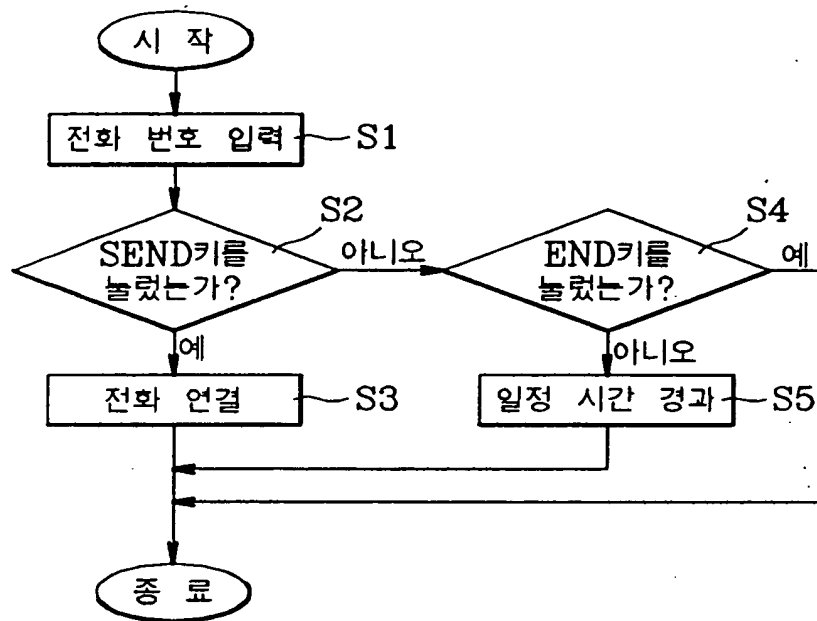 시 작
전화 번호 입력
S1
S2
SEND키를
눌렀는가?
아니오
S4
END키를
눌렀는가?
예
예
아니오
전화 연결
S3
일정 시간 경과
S5
종 료